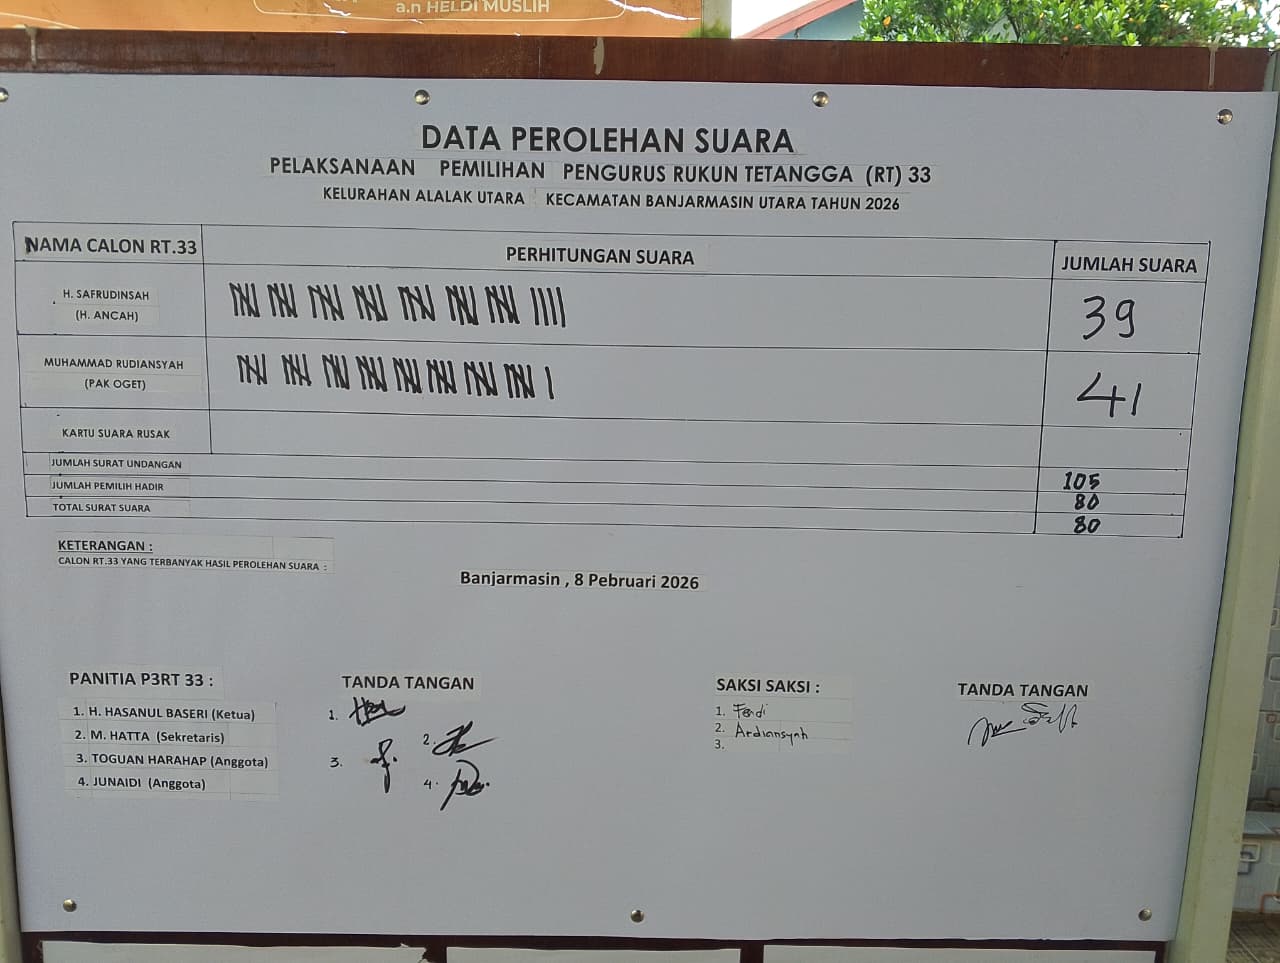 a.n HELDI MUSLIH
DATA PEROLEHAN SUARA
PELAKSANAAN PEMILIHAN PENGURUS RUKUN TETANGGA (RT) 33
KELURAHAN ALALAK UTARA KECAMATAN BANJARMASIN UTARA TAHUN 2026
NAMA CALON RT.33 PERHITUNGAN SUARA JUMLAH SUARA
H. SAFRUDINSAH
(H. ANCAH)
39
MUHAMMAD RUDIANSYAH
(PAK OGET)
41
KARTU SUARA RUSAK
JUMLAH SURAT UNDANGAN 105
JUMLAH PEMILIH HADIR 80
TOTAL SURAT SUARA 80
KETERANGAN :
CALON RT.33 YANG TERBANYAK HASIL PEROLEHAN SUARA :
Banjarmasin , 8 Pebruari 2026
PANITIA P3RT 33 : TANDA TANGAN
1. H. HASANUL BASERI (Ketua) 1.
2. M. HATTA (Sekretaris) 2.
3. TOGUAN HARAHAP (Anggota) 3.
4. JUNAIDI (Anggota) 4.
SAKSI SAKSI : TANDA TANGAN
1. Fendi
2. Ardiansyah
3.